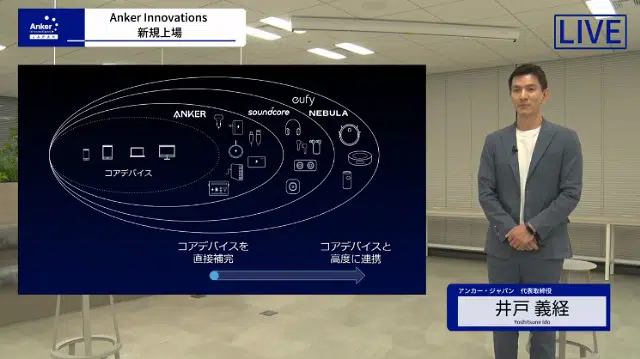 Anker
Innovations
JAPAN
Anker Innovations
新規上場
LIVE
ANKER
soundcore
eufy
NEBULA
コアデバイス
コアデバイスを
直接補完
コアデバイスと
高度に連携
アンカー・ジャパン 代表取締役
井戸 義経
Yoshitsune Ido